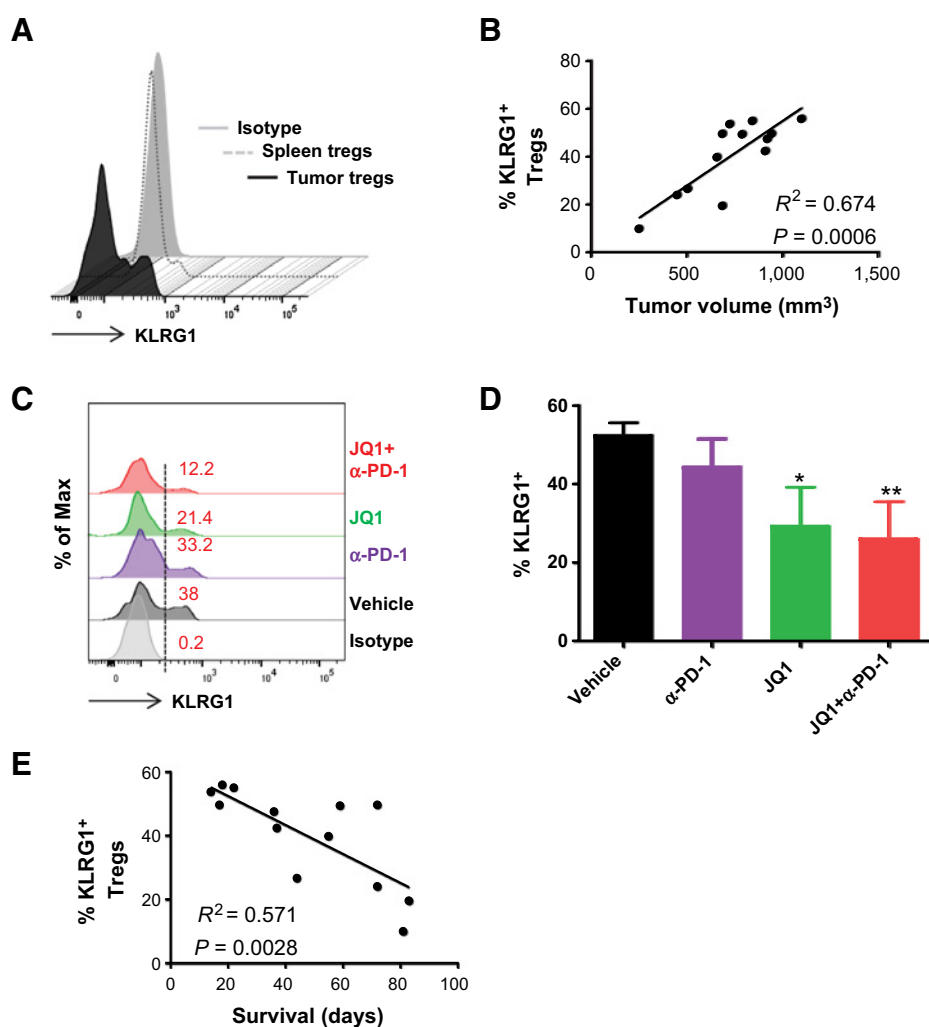 A
Isotype
Spleen tregs
Tumor tregs
0
10³
10⁴
10⁵
KLRG1
B
% KLRG1⁺
Tregs
80
60
40
20
0
R² = 0.674
P = 0.0006
0
500
1,000
1,500
Tumor volume (mm³)
C
% of Max
JQ1+
α-PD-1
12.2
JQ1
21.4
33.2
α-PD-1
38
Vehicle
0.2
Isotype
0
10³
10⁴
10⁵
KLRG1
D
% KLRG1⁺
60
40
20
0
*
**
Vehicle
α-PD-1
JQ1
JQ1+α-PD-1
E
% KLRG1⁺
Tregs
60
40
20
0
R² = 0.571
P = 0.0028
0
20
40
60
80
100
Survival (days)